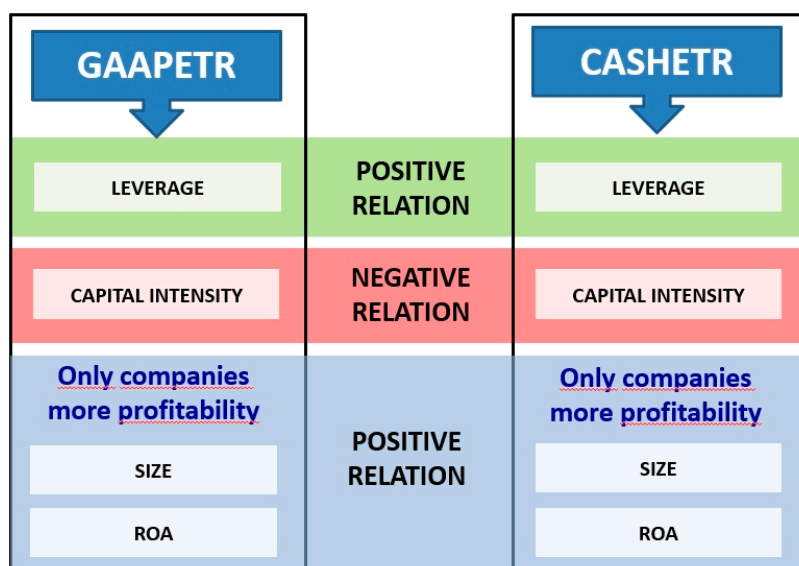 GAAPETR
CASHETR
LEVERAGE
POSITIVE
RELATION
LEVERAGE
CAPITAL INTENSITY
NEGATIVE
RELATION
CAPITAL INTENSITY
Only companies
more profitability
SIZE
ROA
POSITIVE
RELATION
Only companies
more profitability
SIZE
ROA